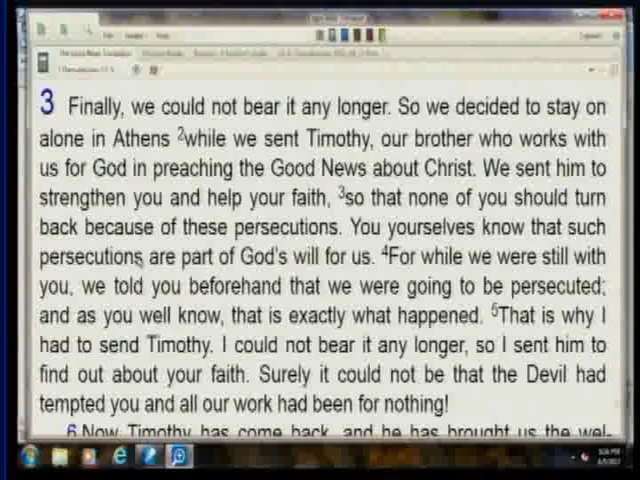 3 Finally, we could not bear it any longer. So we decided to stay on
alone in Athens ²while we sent Timothy, our brother who works with
us for God in preaching the Good News about Christ. We sent him to
strengthen you and help your faith, ³so that none of you should turn
back because of these persecutions. You yourselves know that such
persecutions are part of God's will for us. ⁴For while we were still with
you, we told you beforehand that we were going to be persecuted;
and as you well know, that is exactly what happened. ⁵That is why I
had to send Timothy. I could not bear it any longer, so I sent him to
find out about your faith. Surely it could not be that the Devil had
tempted you and all our work had been for nothing!
6 Now Timothy has come back, and he has brought us the wel-